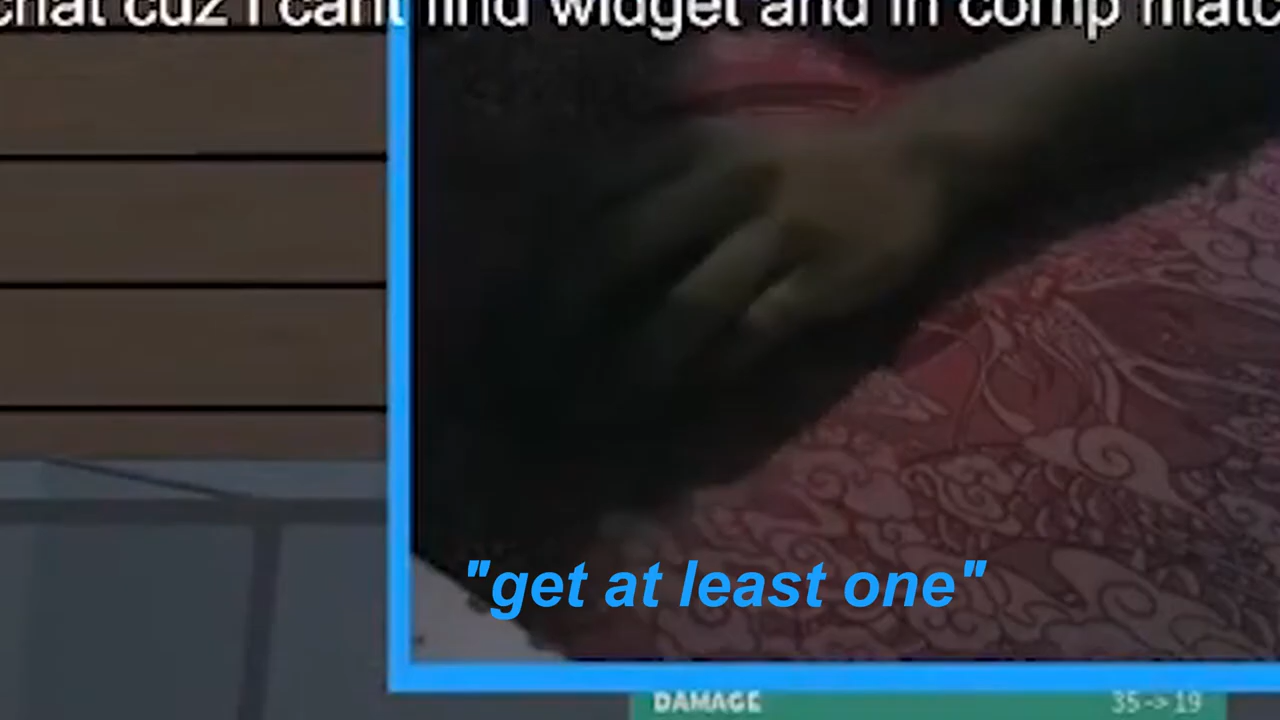 chat cuz i cant find widget and in comp matc
"get at least one"
DAMAGE 35->19